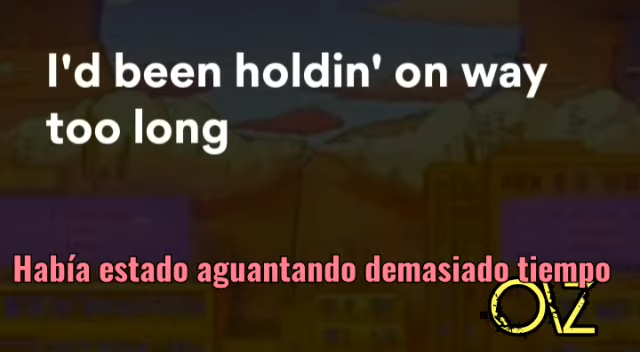 I'd been holdin' on way
too long
Había estado aguantando demasiado tiempo